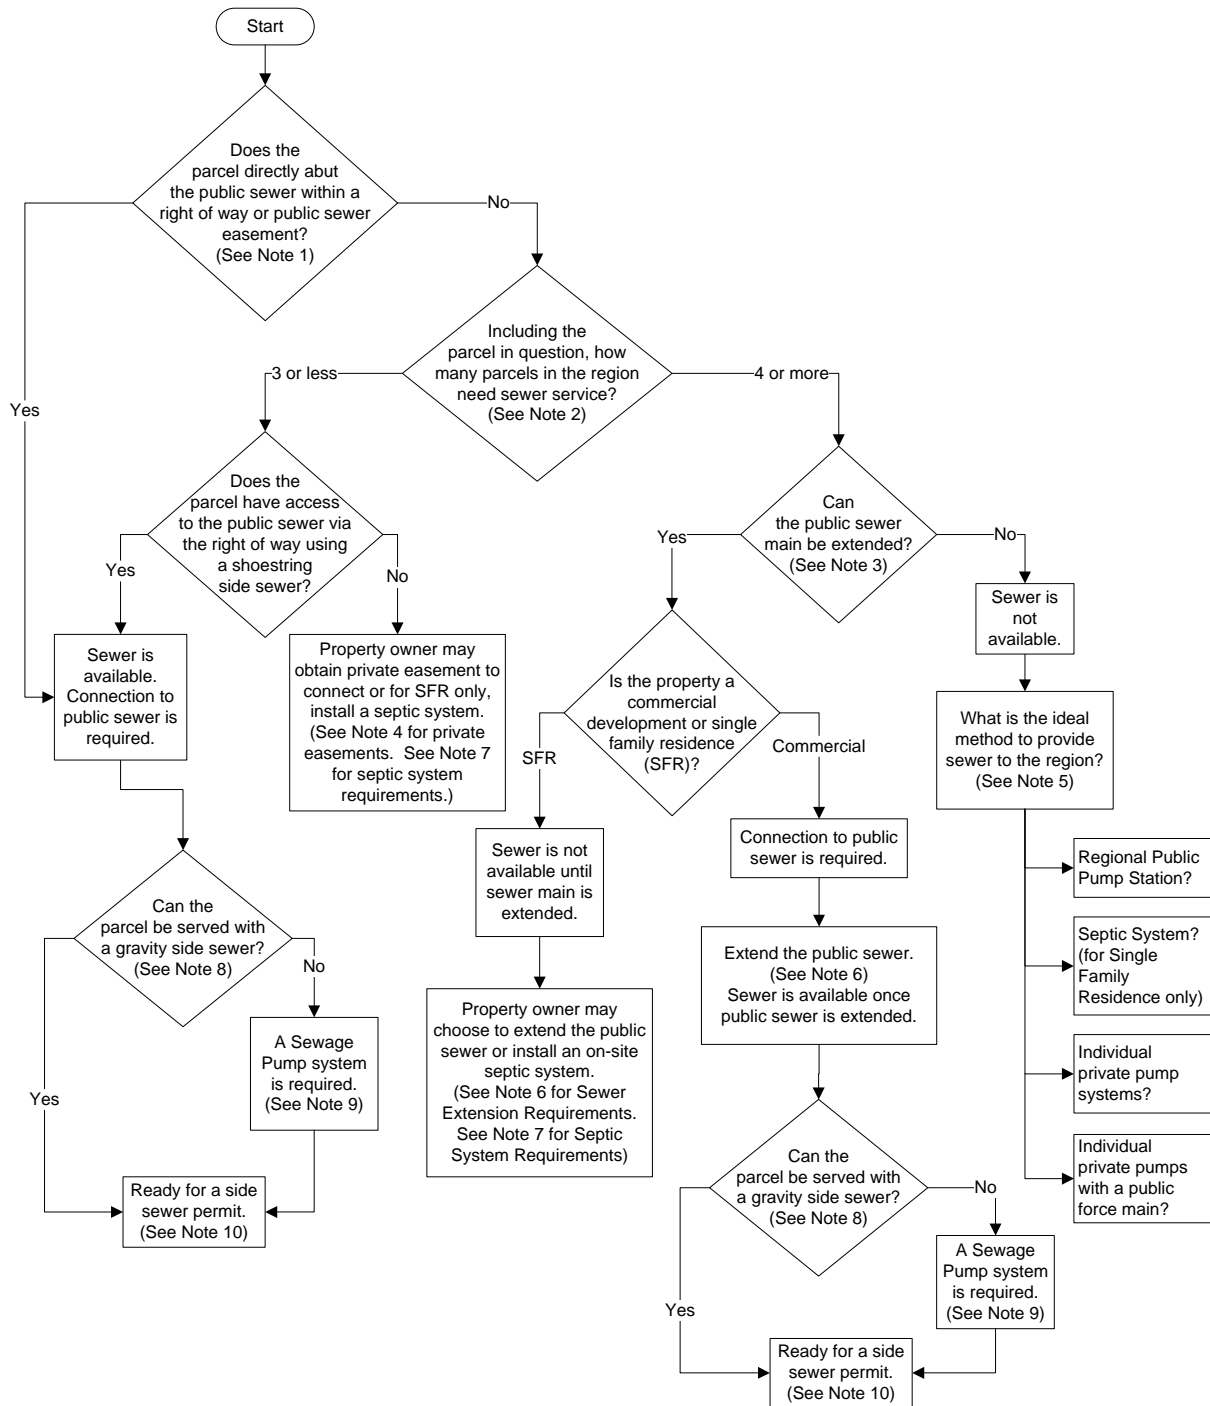 Start
Does the
parcel directly abut
the public sewer within a
right of way or public sewer
easement?
(See Note 1)
No
Yes
Including the
parcel in question, how
many parcels in the region
need sewer service?
(See Note 2)
3 or less
4 or more
Does the
parcel have access
to the public sewer via
the right of way using
a shoestring
side sewer?
Yes
No
Can
the public sewer
main be extended?
(See Note 3)
Yes
No
Sewer is
not
available.
Sewer is
available.
Connection to
public sewer is
required.
Property owner may
obtain private easement to
connect or for SFR only,
install a septic system.
(See Note 4 for private
easements.  See Note 7
for septic system
requirements.)
Is the property a
commercial
development or single
family residence
(SFR)?
SFR
Commercial
What is the ideal
method to provide
sewer to the region?
(See Note 5)
Sewer is not
available until
sewer main is
extended.
Connection to public
sewer is required.
Regional Public
Pump Station?
Septic System?
(for Single
Family
Residence only)
Individual
private pump
systems?
Individual
private pumps
with a public
force main?
Can the
parcel be served with
a gravity side sewer?
(See Note 8)
Yes
No
A Sewage
Pump system
is required.
(See Note 9)
Ready for a side
sewer permit.
(See Note 10)
Property owner may
choose to extend the public
sewer or install an on-site
septic system.
(See Note 6 for Sewer
Extension Requirements.
See Note 7 for Septic
System Requirements)
Extend the public sewer.
(See Note 6)
Sewer is available once
public sewer is extended.
Can the
parcel be served with
a gravity side sewer?
(See Note 8)
Yes
No
A Sewage
Pump system
is required.
(See Note 9)
Ready for a side
sewer permit.
(See Note 10)